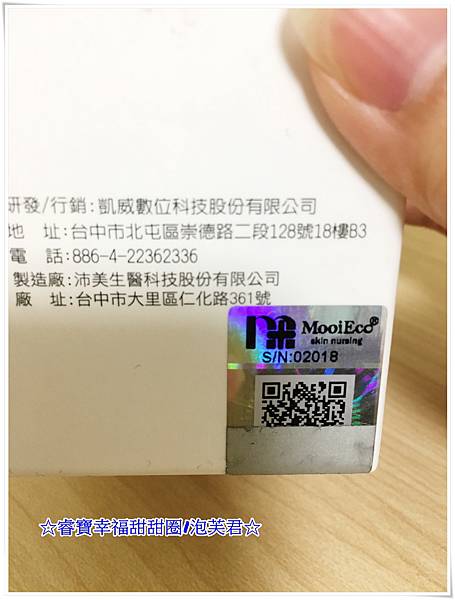 研發/行銷:凱威數位科技股份有限公司
地　址:台中市北屯區崇德路二段128號18樓B3
電　話:886-4-22362336
製造廠:沛美生醫科技股份有限公司
廠　址:台中市大里區仁化路361號
MooiEco®
skin nursing
S/N:02018
☆睿寶幸福甜甜圈/泡芙君☆